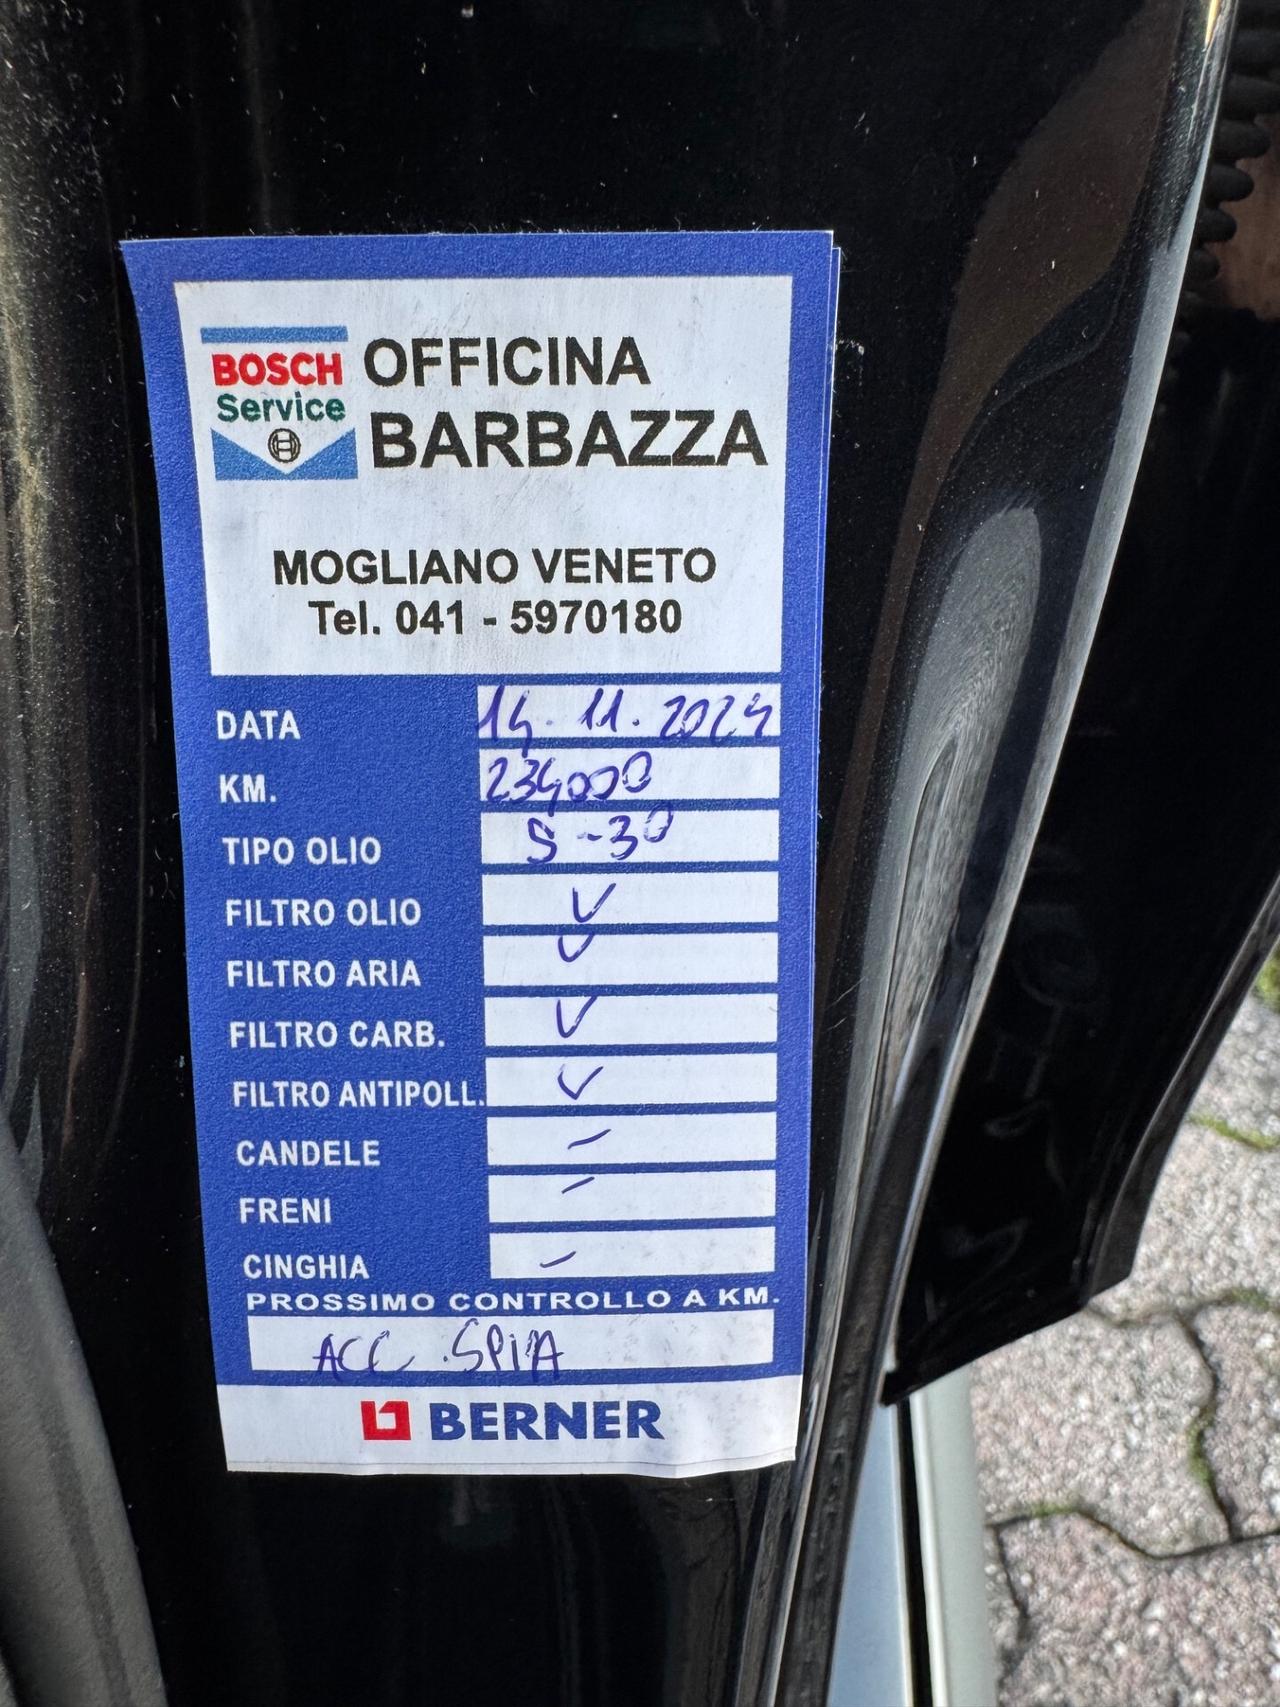 BOSCH
Service
OFFICINA
BARBAZZA
MOGLIANO VENETO
Tel. 041 - 5970180
DATA 14.11.2024
KM. 234000
TIPO OLIO 5-30
FILTRO OLIO ✓
FILTRO ARIA ✓
FILTRO CARB. ✓
FILTRO ANTIPOLL. ✓
CANDELE -
FRENI -
CINGHIA -
PROSSIMO CONTROLLO A KM.
ACC SPIA
BERNER